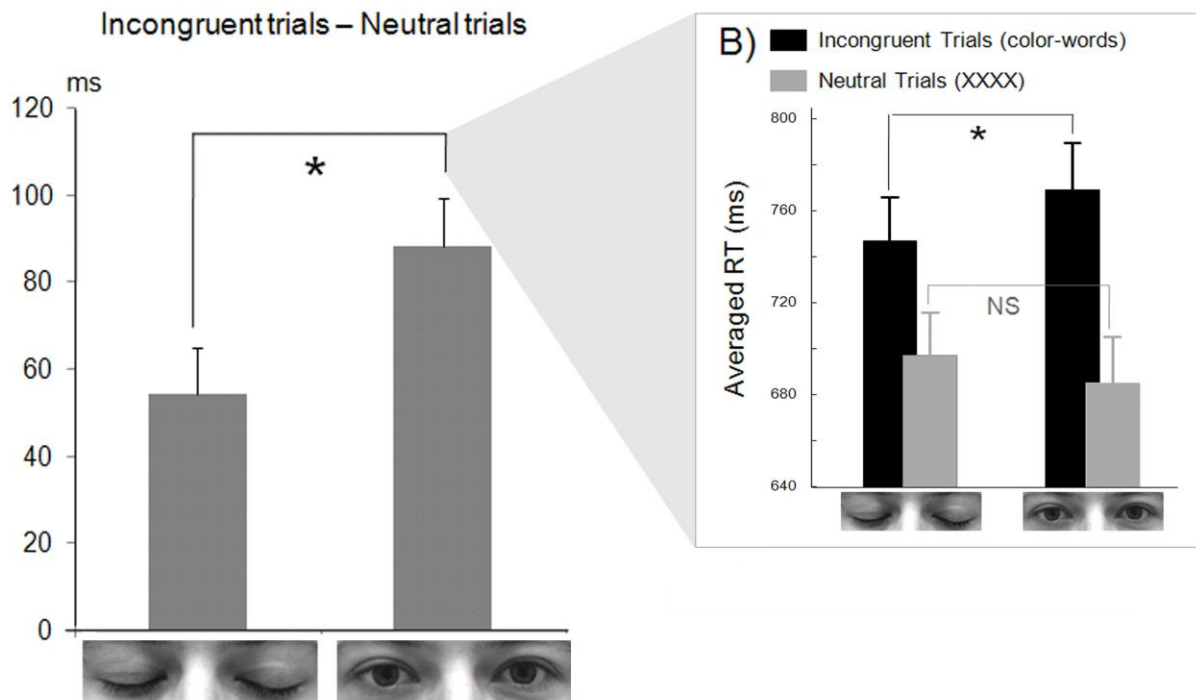 Incongruent trials – Neutral trials
ms
120
100
80
60
40
20
0
*
B)
Incongruent Trials (color-words)
Neutral Trials (XXXX)
Averaged RT (ms)
800
760
720
680
640
*
NS